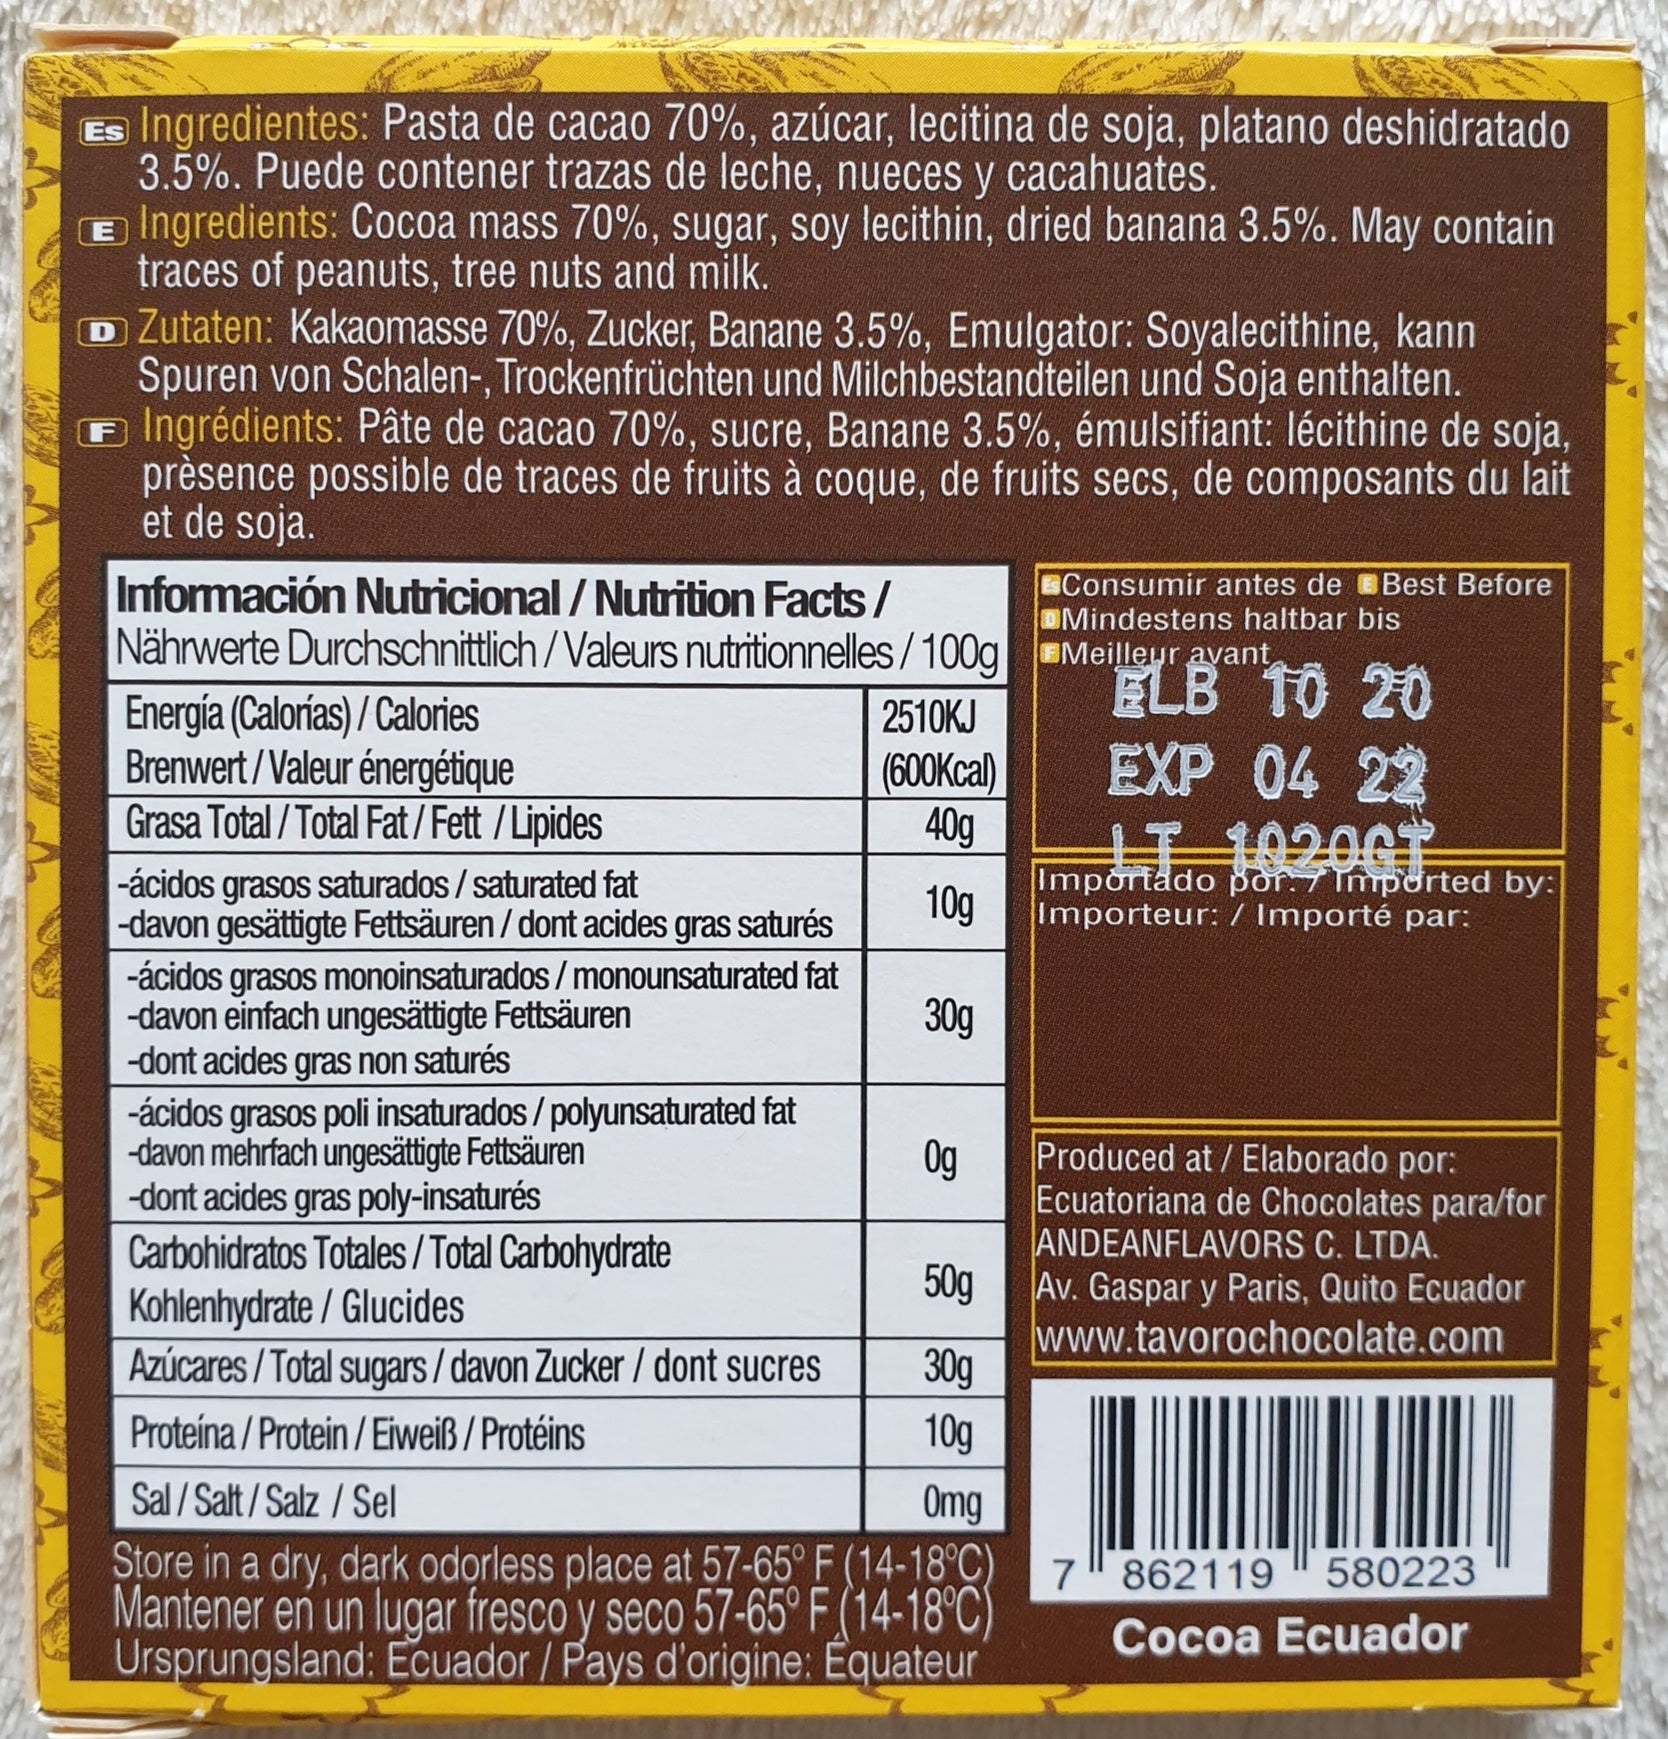 Es Ingredientes: Pasta de cacao 70%, azúcar, lecitina de soja, platano deshidratado
3.5%. Puede contener trazas de leche, nueces y cacahuates.
E Ingredients: Cocoa mass 70%, sugar, soy lecithin, dried banana 3.5%. May contain
traces of peanuts, tree nuts and milk.
D Zutaten: Kakaomasse 70%, Zucker, Banane 3.5%, Emulgator: Soyalecithine, kann
Spuren von Schalen-, Trockenfrüchten und Milchbestandteilen und Soja enthalten.
F Ingrédients: Pâte de cacao 70%, sucre, Banane 3.5%, émulsifiant: lécithine de soja,
prèsence possible de traces de fruits à coque, de fruits secs, de composants du lait
et de soja.
Información Nutricional / Nutrition Facts /
Nährwerte Durchschnittlich / Valeurs nutritionnelles / 100g
Energía (Calorías) / Calories 2510KJ
Brenwert / Valeur énergétique (600Kcal)
Grasa Total / Total Fat / Fett / Lipides 40g
-ácidos grasos saturados / saturated fat
-davon gesättigte Fettsäuren / dont acides gras saturés 10g
-ácidos grasos monoinsaturados / monounsaturated fat
-davon einfach ungesättigte Fettsäuren 30g
-dont acides gras non saturés
-ácidos grasos poli insaturados / polyunsaturated fat
-davon mehrfach ungesättigte Fettsäuren 0g
-dont acides gras poly-insaturés
Carbohidratos Totales / Total Carbohydrate
Kohlenhydrate / Glucides 50g
Azúcares / Total sugars / davon Zucker / dont sucres 30g
Proteína / Protein / Eiweiß / Protéins 10g
Sal / Salt / Salz / Sel 0mg
Store in a dry, dark odorless place at 57-65° F (14-18°C)
Mantener en un lugar fresco y seco 57-65° F (14-18°C)
Ursprungsland: Ecuador / Pays d'origine: Équateur
Es Consumir antes de E Best Before
D Mindestens haltbar bis
F Meilleur avant
ELB 10 20
EXP 04 22
LT 1020GT
Importado por: / Imported by:
Importeur: / Importé par:
Produced at / Elaborado por:
Ecuatoriana de Chocolates para/for
ANDEANFLAVORS C. LTDA.
Av. Gaspar y Paris, Quito Ecuador
www.tavorochocolate.com
7 862119 580223
Cocoa Ecuador